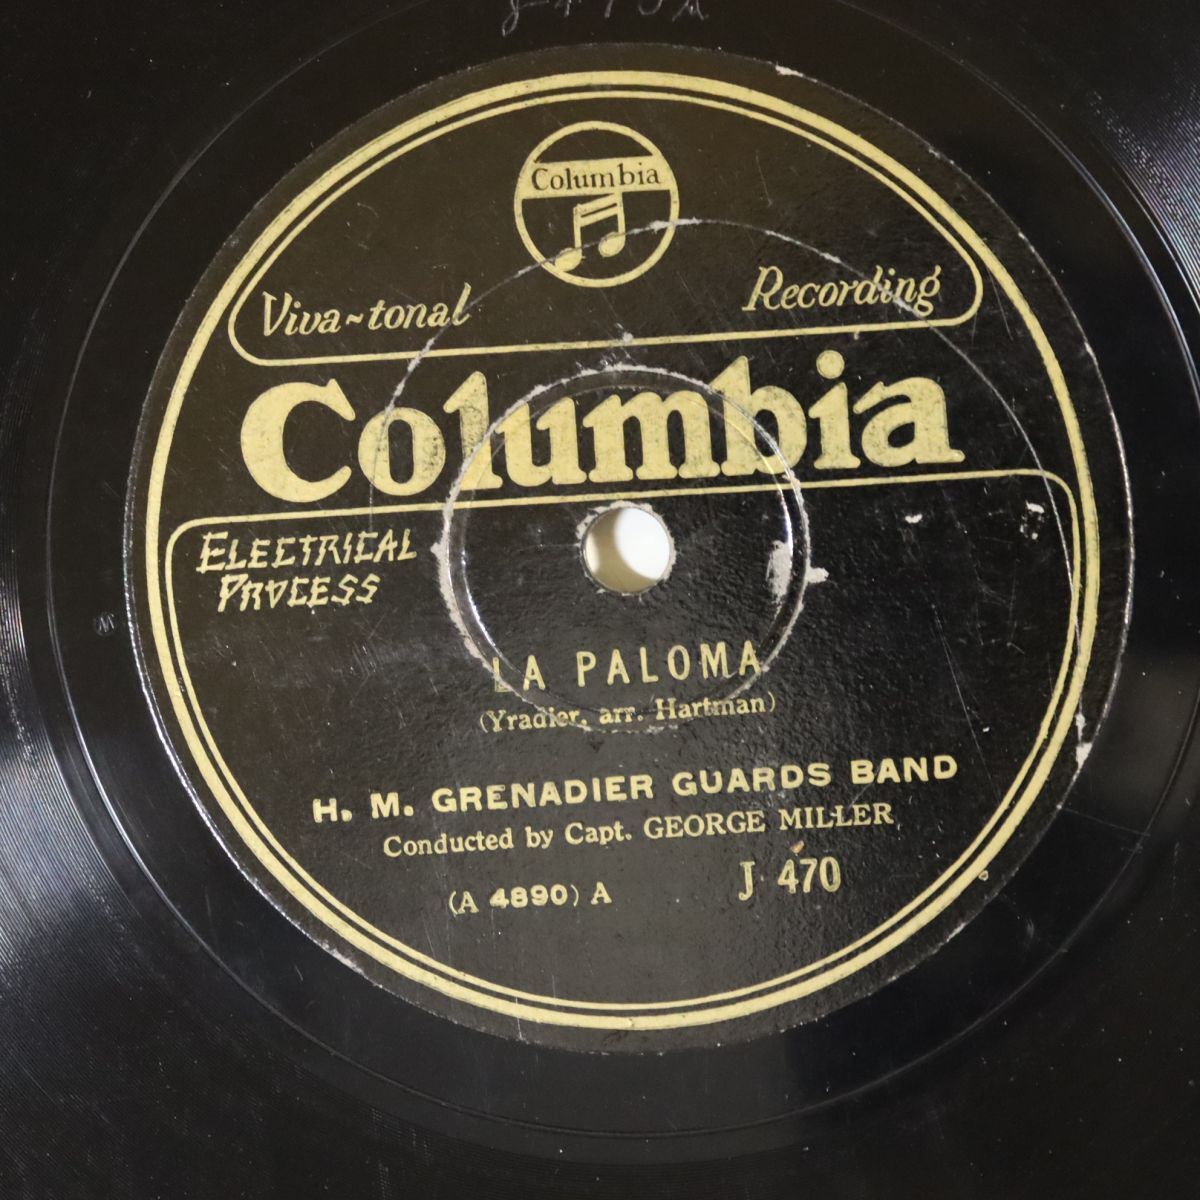 Columbia
Viva-tonal Recording
Columbia
ELECTRICAL
PROCESS
LA PALOMA
(Yradier, arr. Hartman)
H. M. GRENADIER GUARDS BAND
Conducted by Capt. GEORGE MILLER
(A 4890) A J 470
W